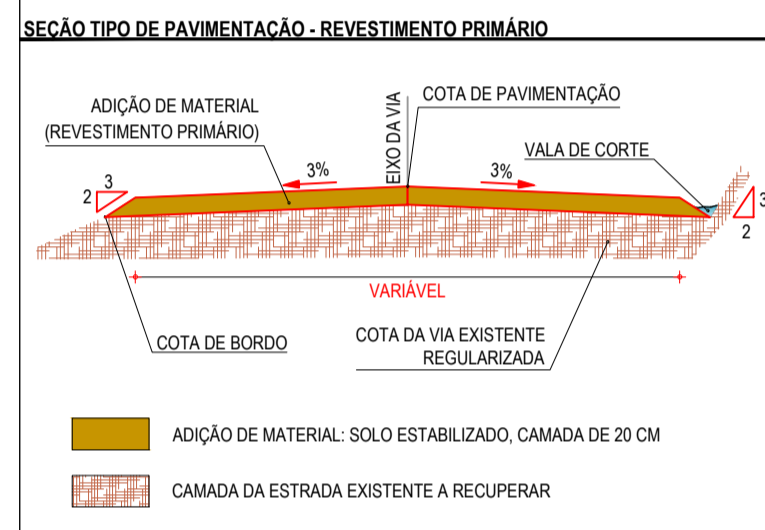 SEÇÃO TIPO DE PAVIMENTAÇÃO - REVESTIMENTO PRIMÁRIO
ADIÇÃO DE MATERIAL
(REVESTIMENTO PRIMÁRIO)
EIXO DA VIA
COTA DE PAVIMENTAÇÃO
VALA DE CORTE
3%
3%
3
2
3
2
VARIÁVEL
COTA DE BORDO
COTA DA VIA EXISTENTE
REGULARIZADA
ADIÇÃO DE MATERIAL: SOLO ESTABILIZADO, CAMADA DE 20 CM
CAMADA DA ESTRADA EXISTENTE A RECUPERAR